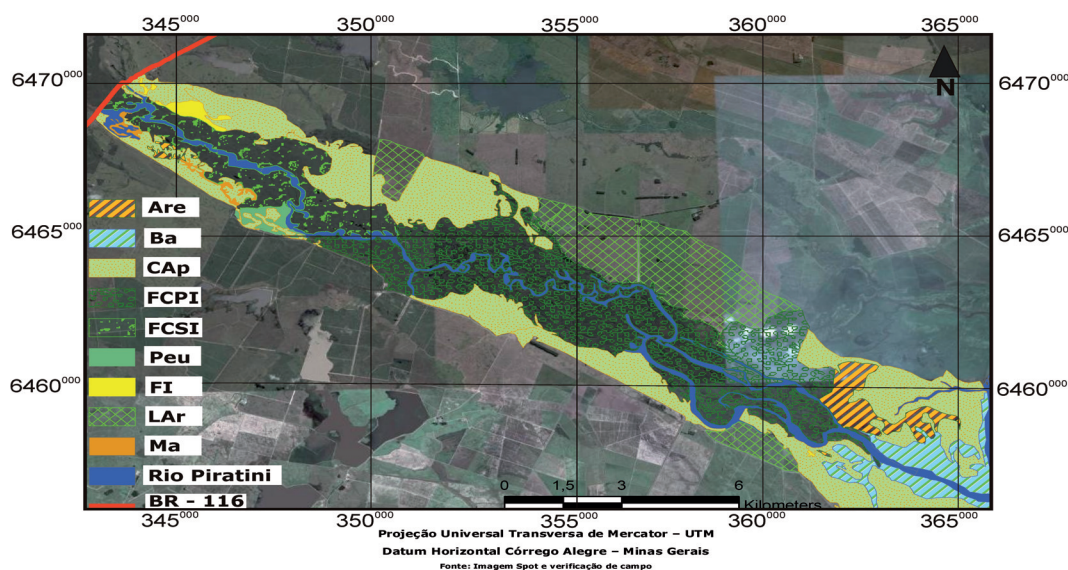 345⁰⁰⁰ 350⁰⁰⁰ 355⁰⁰⁰ 360⁰⁰⁰ 365⁰⁰⁰
6470⁰⁰⁰ 6470⁰⁰⁰
N
Are
6465⁰⁰⁰ 6465⁰⁰⁰
Ba
CAp
FCPI
FCSI
Peu
6460⁰⁰⁰ 6460⁰⁰⁰
FI
LAr
Ma
Rio Piratini
BR - 116
0 1,5 3 6
Kilometers
345⁰⁰⁰ 350⁰⁰⁰ 355⁰⁰⁰ 360⁰⁰⁰ 365⁰⁰⁰
Projeção Universal Transversa de Mercator – UTM
Datum Horizontal Córrego Alegre – Minas Gerais
Fonte: Imagem Spot e verificação de campo